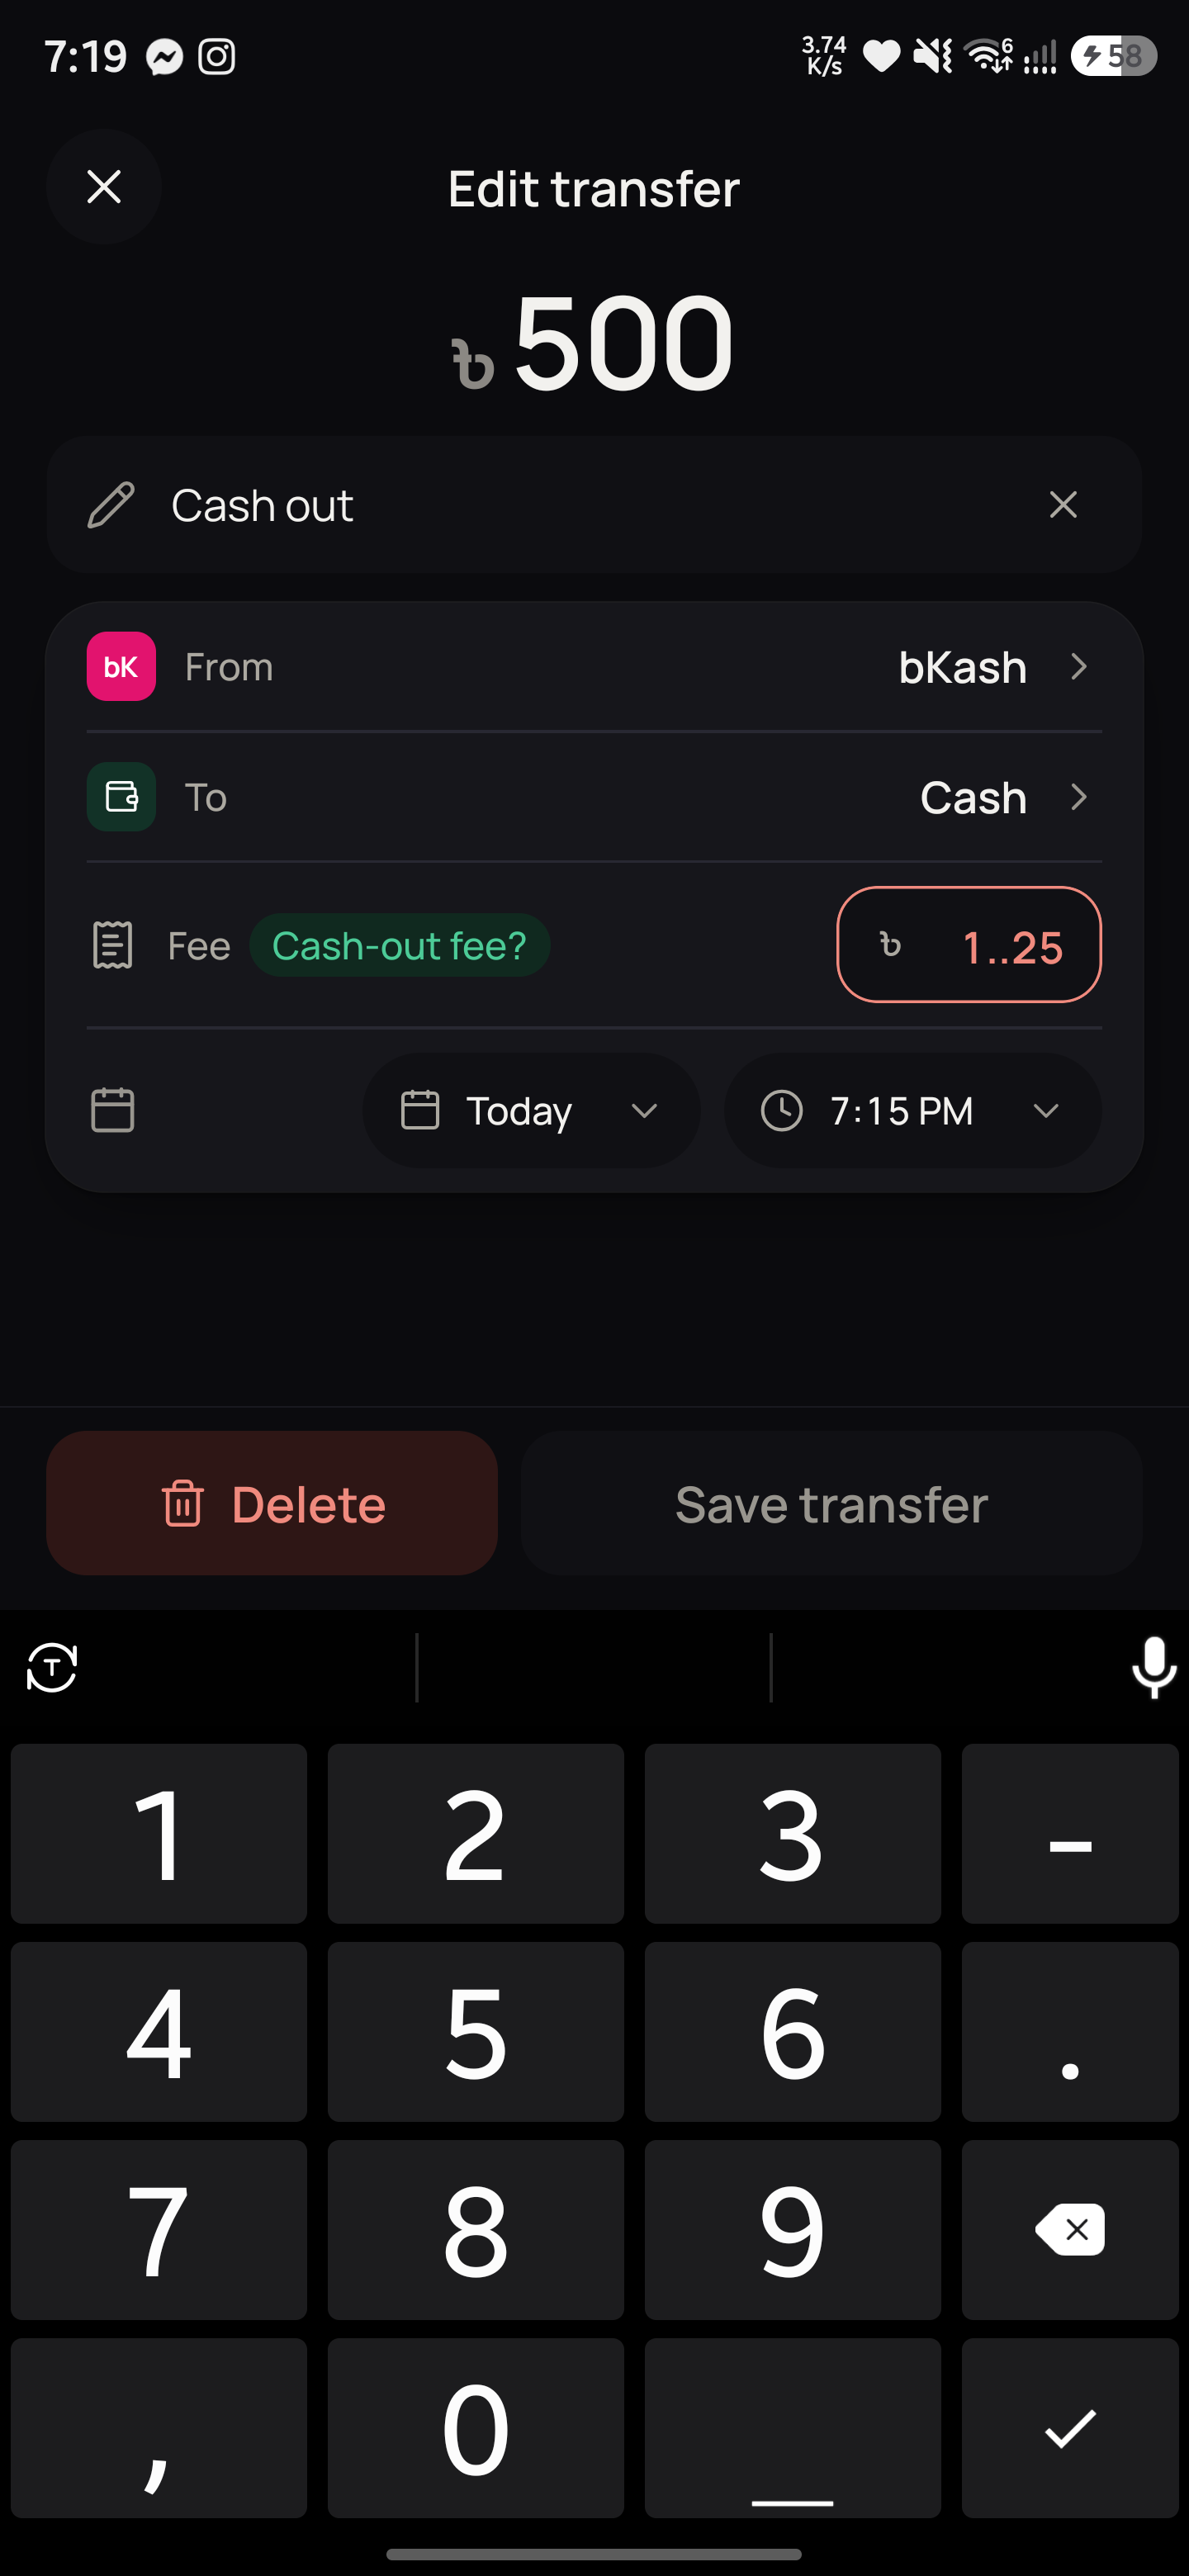 7:19
3.74 K/s
6
58
Edit transfer
৳ 500
Cash out
bK From bKash
To Cash
Fee Cash-out fee? ৳ 1..25
Today 7:15 PM
Delete Save transfer
T
1 2 3 -
4 5 6 .
7 8 9
, 0